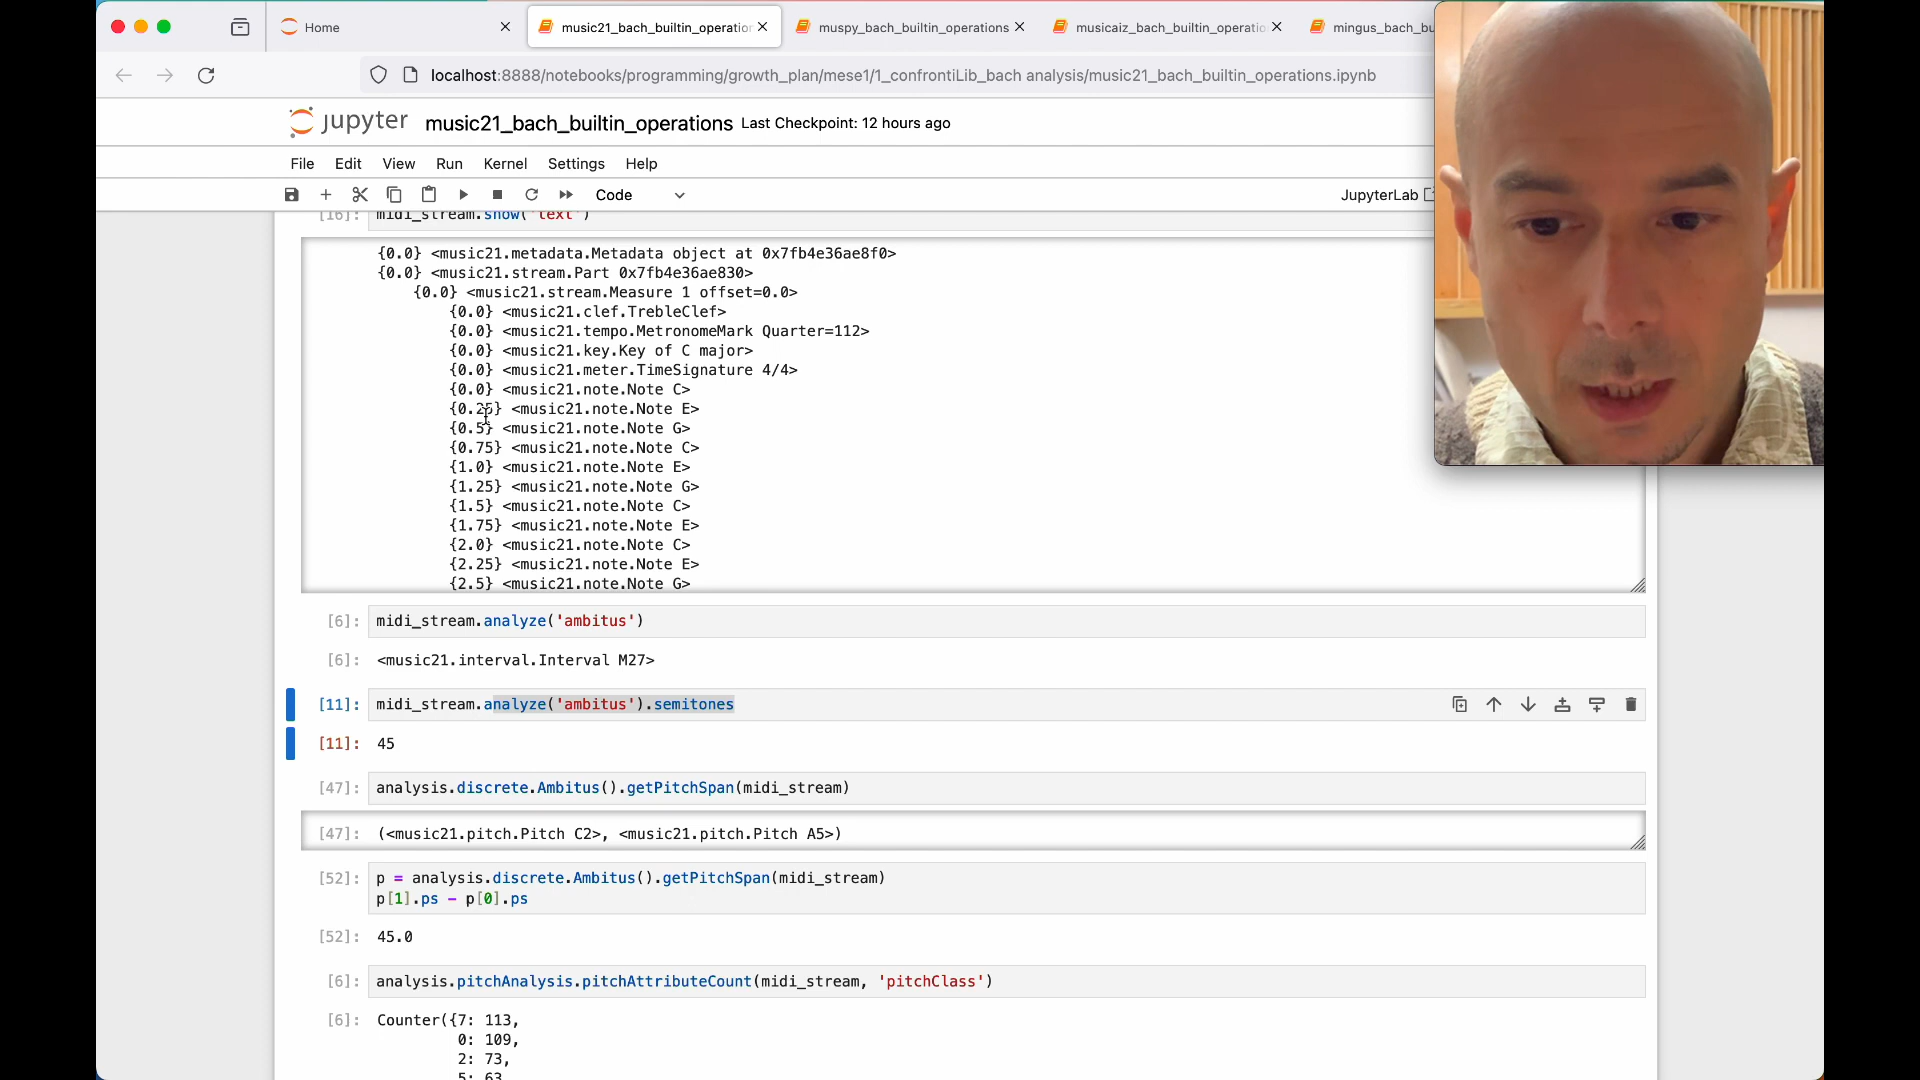 Home
music21_bach_builtin_operation
muspy_bach_builtin_operations
musicaiz_bach_builtin_operatio
mingus_bach_bu
localhost:8888/notebooks/programming/growth_plan/mese1/1_confrontiLib_bach analysis/music21_bach_builtin_operations.ipynb
jupyter music21_bach_builtin_operations Last Checkpoint: 12 hours ago
File Edit View Run Kernel Settings Help
Code
JupyterLab
[16]: midi_stream.show('text')
{0.0} <music21.metadata.Metadata object at 0x7fb4e36ae8f0>
{0.0} <music21.stream.Part 0x7fb4e36ae830>
{0.0} <music21.stream.Measure 1 offset=0.0>
{0.0} <music21.clef.TrebleClef>
{0.0} <music21.tempo.MetronomeMark Quarter=112>
{0.0} <music21.key.Key of C major>
{0.0} <music21.meter.TimeSignature 4/4>
{0.0} <music21.note.Note C>
{0.25} <music21.note.Note E>
{0.5} <music21.note.Note G>
{0.75} <music21.note.Note C>
{1.0} <music21.note.Note E>
{1.25} <music21.note.Note G>
{1.5} <music21.note.Note C>
{1.75} <music21.note.Note E>
{2.0} <music21.note.Note C>
{2.25} <music21.note.Note E>
{2.5} <music21.note.Note G>
[6]: midi_stream.analyze('ambitus')
[6]: <music21.interval.Interval M27>
[11]: midi_stream.analyze('ambitus').semitones
[11]: 45
[47]: analysis.discrete.Ambitus().getPitchSpan(midi_stream)
[47]: (<music21.pitch.Pitch C2>, <music21.pitch.Pitch A5>)
[52]: p = analysis.discrete.Ambitus().getPitchSpan(midi_stream)
p[1].ps - p[0].ps
[52]: 45.0
[6]: analysis.pitchAnalysis.pitchAttributeCount(midi_stream, 'pitchClass')
[6]: Counter({7: 113,
0: 109,
2: 73,
5: 63,